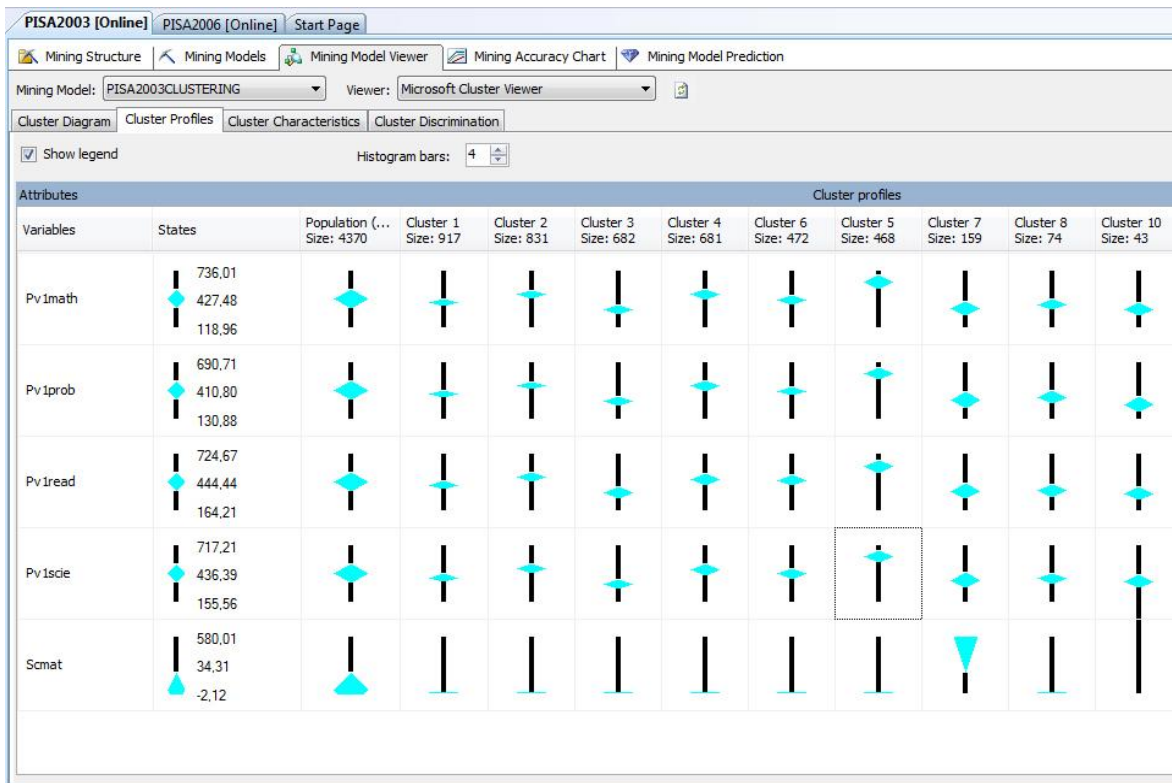 PISA2003 [Online] PISA2006 [Online] Start Page
Mining Structure Mining Models Mining Model Viewer Mining Accuracy Chart Mining Model Prediction
Mining Model: PISA2003CLUSTERING Viewer: Microsoft Cluster Viewer
Cluster Diagram Cluster Profiles Cluster Characteristics Cluster Discrimination
Show legend Histogram bars: 4
Attributes Cluster profiles
Variables States Population (... Cluster 1 Cluster 2 Cluster 3 Cluster 4 Cluster 6 Cluster 5 Cluster 7 Cluster 8 Cluster 10
Size: 4370 Size: 917 Size: 831 Size: 682 Size: 681 Size: 472 Size: 468 Size: 159 Size: 74 Size: 43
736,01
Pv1math 427,48
118,96
690,71
Pv1prob 410,80
130,88
724,67
Pv1read 444,44
164,21
717,21
Pv1scie 436,39
155,56
580,01
Scmat 34,31
-2,12